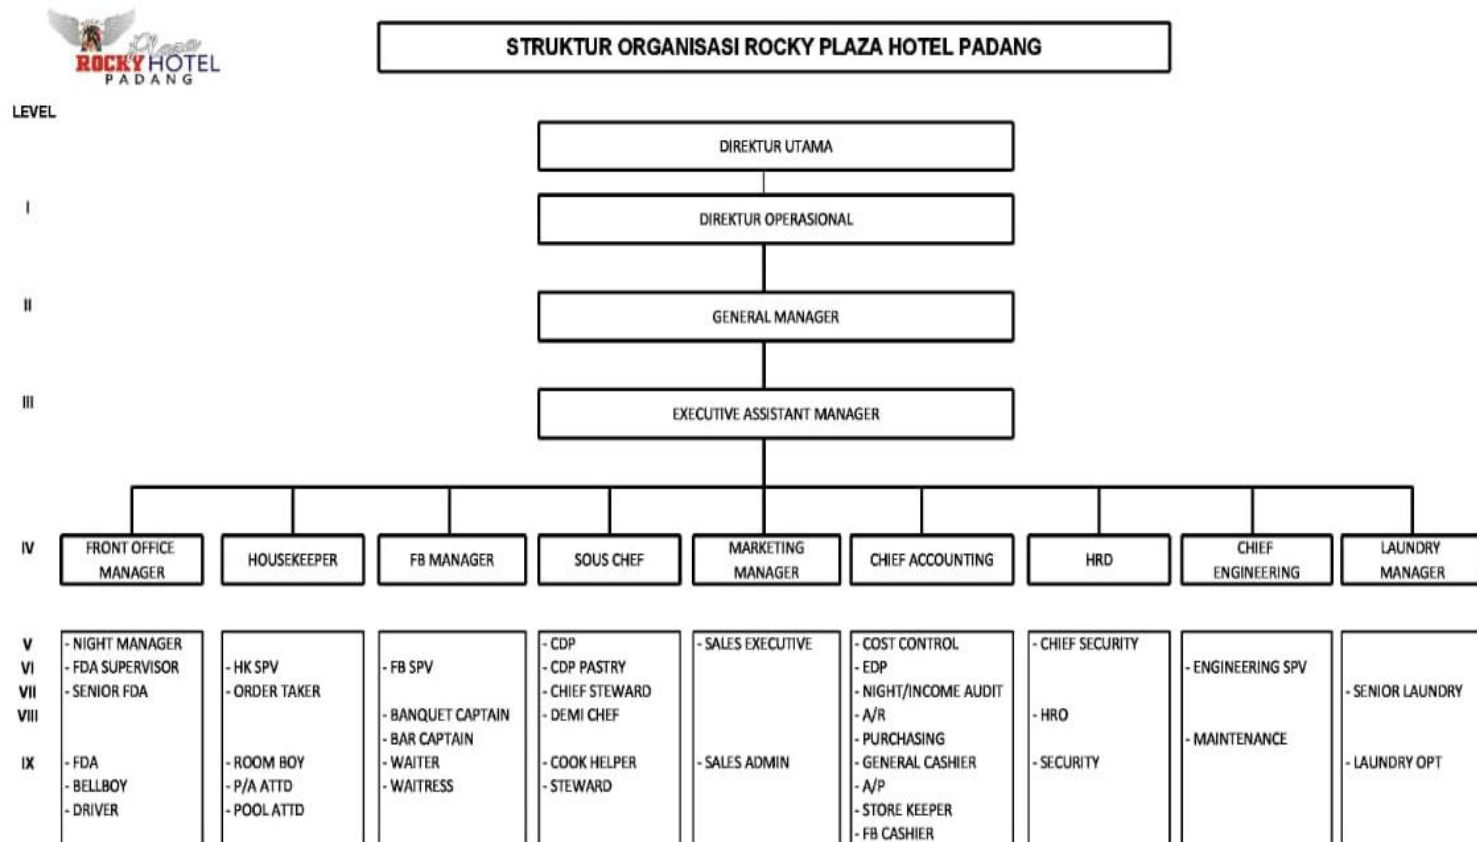 Plaza
ROCKY HOTEL
PADANG
STRUKTUR ORGANISASI ROCKY PLAZA HOTEL PADANG
LEVEL
DIREKTUR UTAMA
I
DIREKTUR OPERASIONAL
II
GENERAL MANAGER
III
EXECUTIVE ASSISTANT MANAGER
IV
FRONT OFFICE
MANAGER
HOUSEKEEPER
FB MANAGER
SOUS CHEF
MARKETING
MANAGER
CHIEF ACCOUNTING
HRD
CHIEF
ENGINEERING
LAUNDRY
MANAGER
V
VI
VII
VIII
IX
- NIGHT MANAGER
- FDA SUPERVISOR
- SENIOR FDA
- FDA
- BELLBOY
- DRIVER
- HK SPV
- ORDER TAKER
- ROOM BOY
- P/A ATTD
- POOL ATTD
- FB SPV
- BANQUET CAPTAIN
- BAR CAPTAIN
- WAITER
- WAITRESS
- CDP
- CDP PASTRY
- CHIEF STEWARD
- DEMI CHEF
- COOK HELPER
- STEWARD
- SALES EXECUTIVE
- SALES ADMIN
- COST CONTROL
- EDP
- NIGHT/INCOME AUDIT
- A/R
- PURCHASING
- GENERAL CASHIER
- A/P
- STORE KEEPER
- FB CASHIER
- CHIEF SECURITY
- HRO
- SECURITY
- ENGINEERING SPV
- MAINTENANCE
- SENIOR LAUNDRY
- LAUNDRY OPT